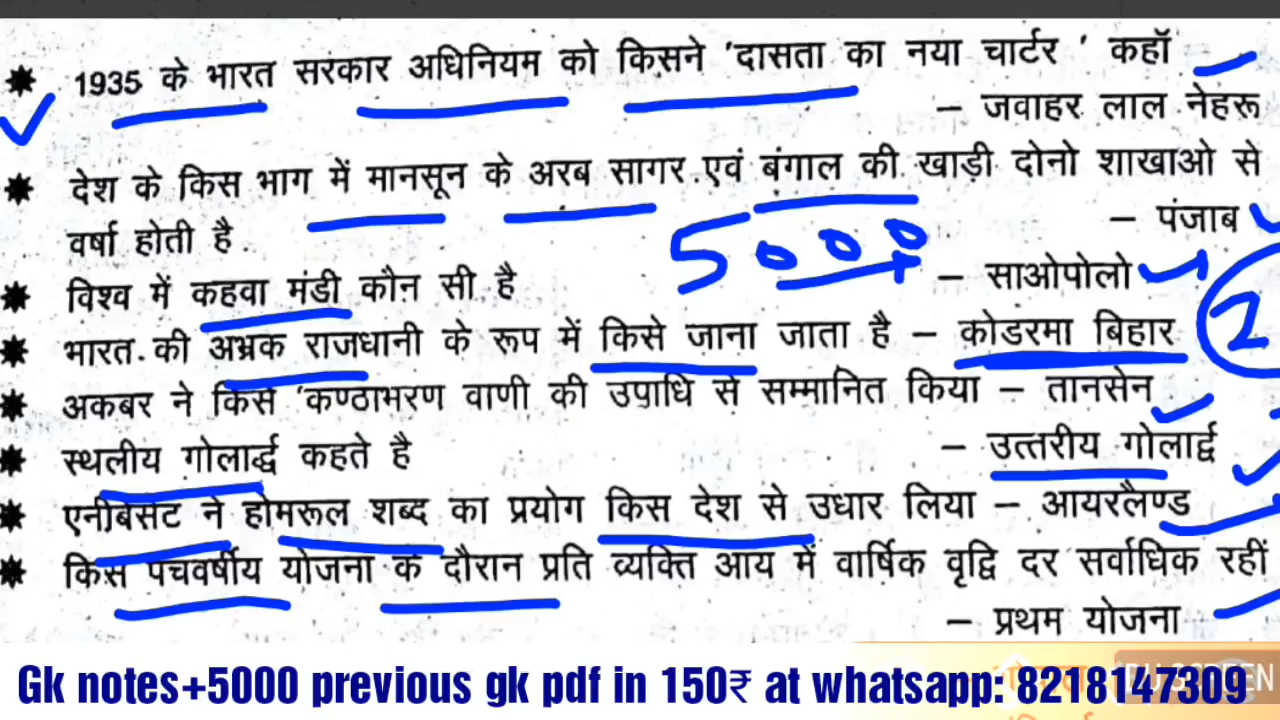 ✷ 1935 के भारत सरकार अधिनियम को किसने 'दासता का नया चार्टर ' कहॉ
– जवाहर लाल नेहरू
✷ देश के किस भाग में मानसून के अरब सागर एवं बंगाल की खाड़ी दोनो शाखाओ से
वर्षा होती है – पंजाब
✷ विश्व में कहवा मंडी कौन सी है – साओपोलो
✷ भारत की अभ्रक राजधानी के रूप में किसे जाना जाता है – कोडरमा बिहार
✷ अकबर ने किसे 'कण्ठाभरण वाणी की उपाधि से सम्मानित किया – तानसेन
✷ स्थलीय गोलार्द्ध कहते है – उत्तरीय गोलार्द्व
✷ एनीबेसेंट ने होमरूल शब्द का प्रयोग किस देश से उधार लिया – आयरलैण्ड
✷ किस पंचवर्षीय योजना के दौरान प्रति व्यक्ति आय में वार्षिक वृद्वि दर सर्वाधिक रहीं
– प्रथम योजना
5000+
2
Gk notes+5000 previous gk pdf in 150₹ at whatsapp: 8218147309